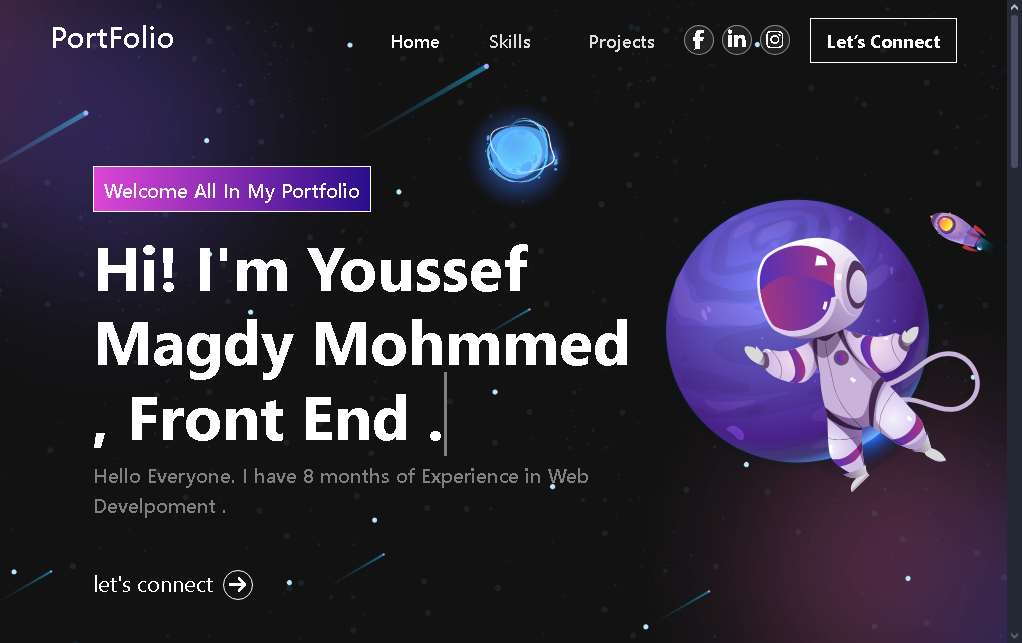 PortFolio
Home Skills Projects Let's Connect
Welcome All In My Portfolio
Hi! I'm Youssef
Magdy Mohmmed
, Front End .
Hello Everyone. I have 8 months of Experience in Web
Develpoment .
let's connect